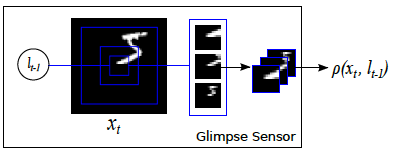 l_{t-1}
x_t
ρ(x_t, l_{t-1})
Glimpse Sensor